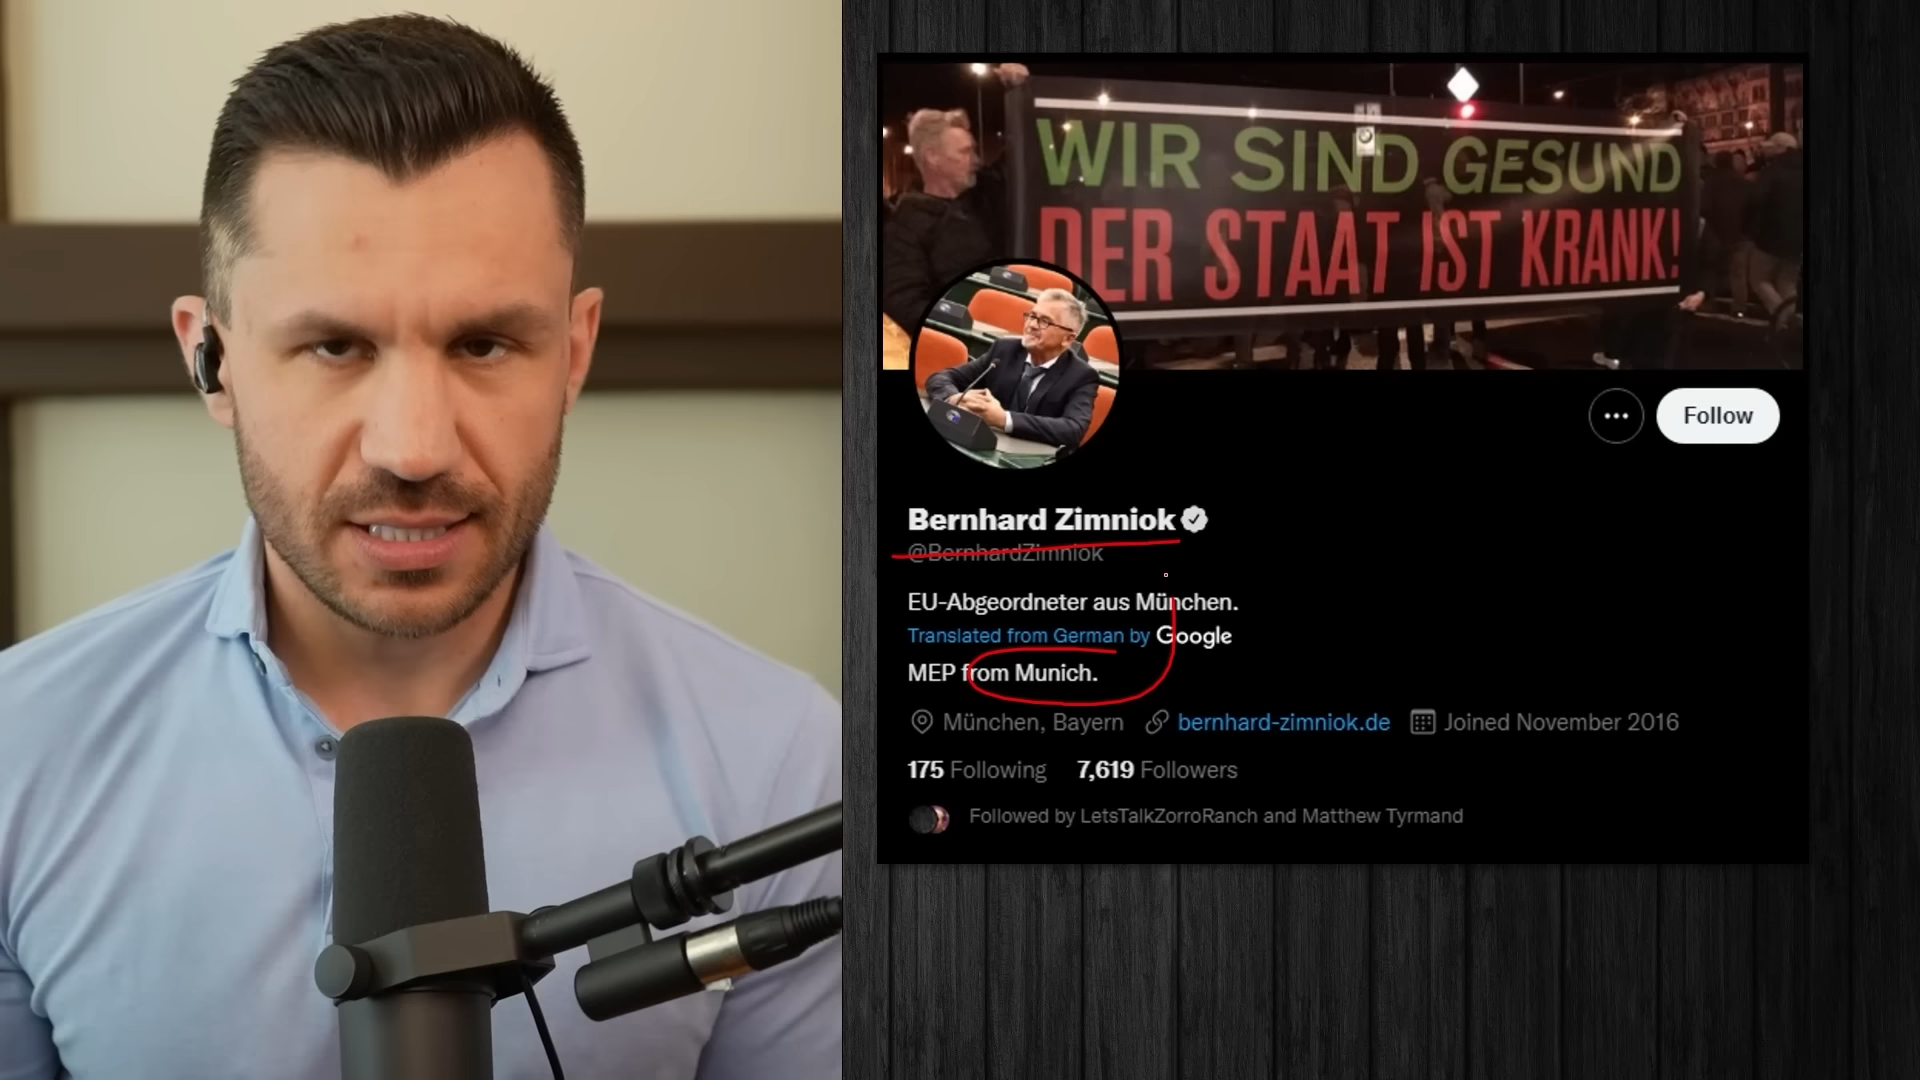 WIR SIND GESUND
DER STAAT IST KRANK!
Follow
Bernhard Zimniok
@BernhardZimniok
EU-Abgeordneter aus München.
Translated from German by Google
MEP from Munich.
München, Bayern bernhard-zimniok.de Joined November 2016
175 Following 7,619 Followers
Followed by LetsTalkZorroRanch and Matthew Tyrmand